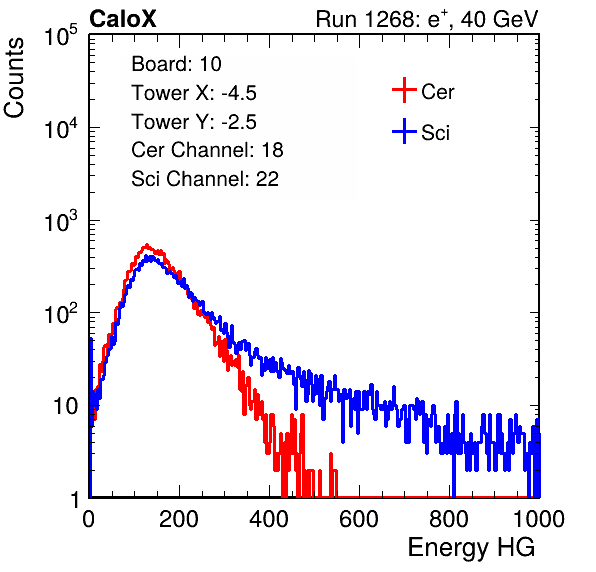 CaloX Run 1268: e⁺, 40 GeV
Counts
Board: 10
Tower X: -4.5
Tower Y: -2.5
Cer Channel: 18
Sci Channel: 22
Cer
Sci
10⁵
10⁴
10³
10²
10
1
0 200 400 600 800 1000
Energy HG